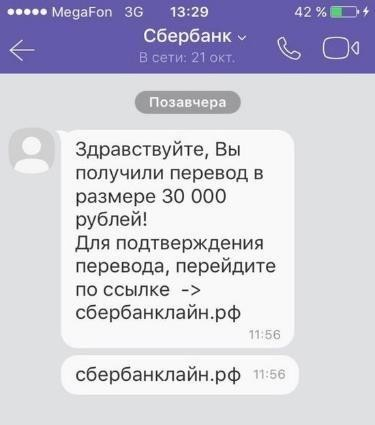 MegaFon 3G 13:29 42 %
Сбербанк
В сети: 21 окт.
Позавчера
Здравствуйте, Вы
получили перевод в
размере 30 000
рублей!
Для подтверждения
перевода, перейдите
по ссылке ->
сбербанклайн.рф
11:56
сбербанклайн.рф 11:56